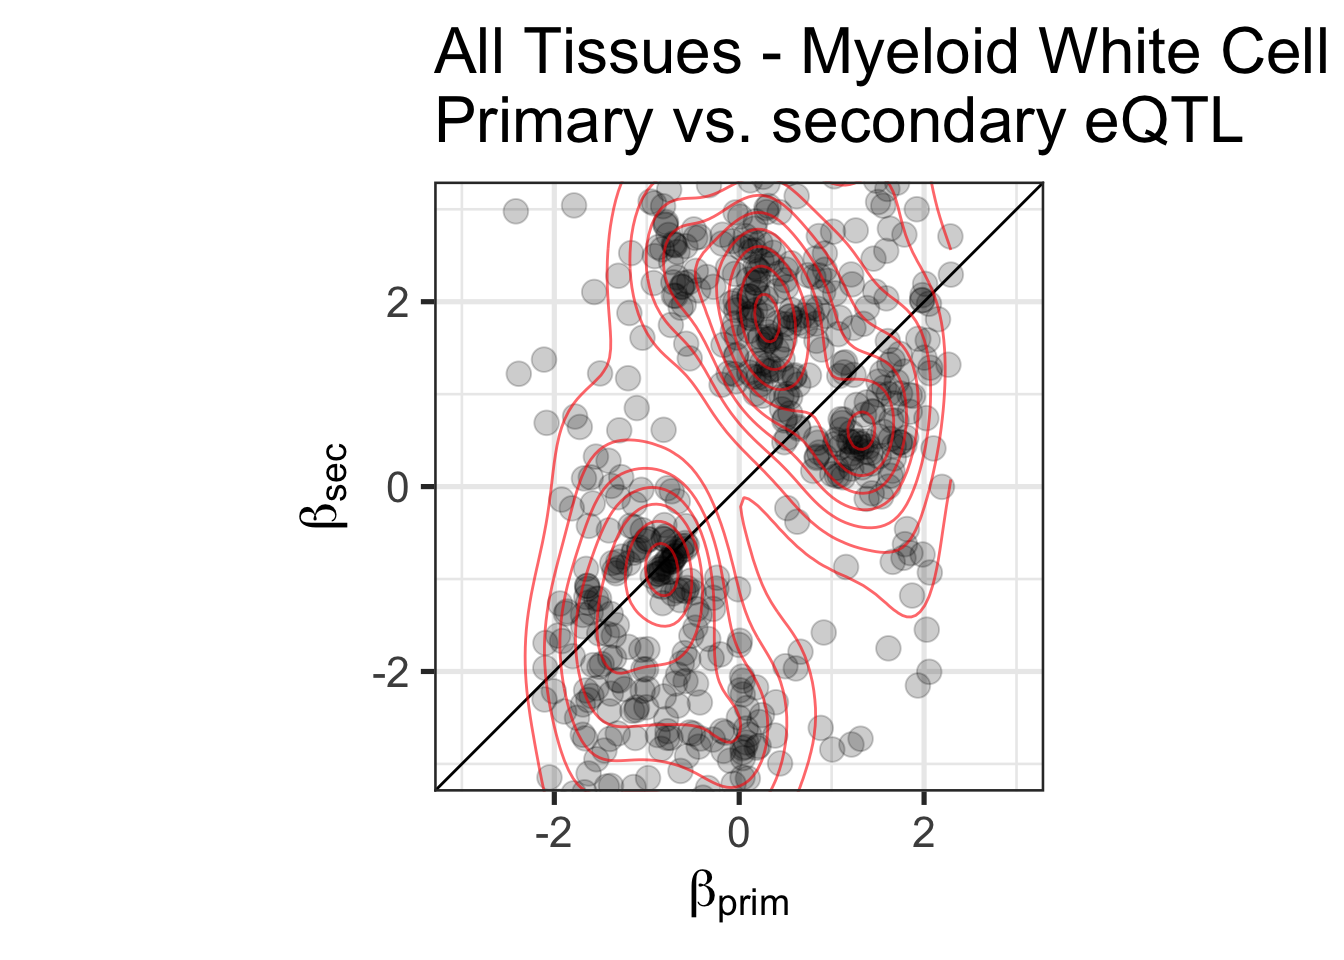 All Tissues - Myeloid White Cell
Primary vs. secondary eQTL
2
0
-2
βsec
-2 0 2
βprim